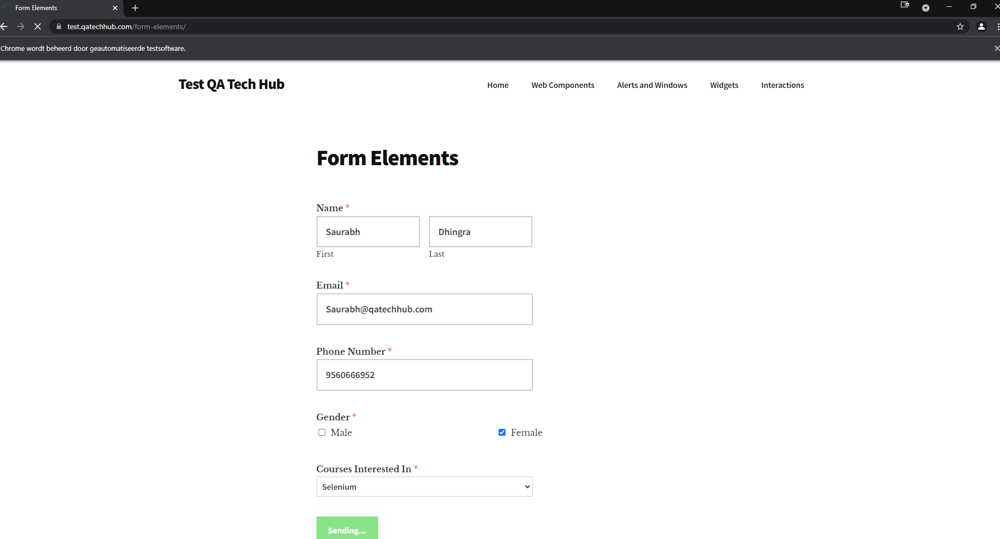 Form Elements
test.qatechhub.com/form-elements/
Chrome wordt beheerd door geautomatiseerde testsoftware.
Test QA Tech Hub
Home Web Components Alerts and Windows Widgets Interactions
Form Elements
Name *
Saurabh Dhingra
First Last
Email *
Saurabh@qatechhub.com
Phone Number *
9560666952
Gender *
Male Female
Courses Interested In *
Selenium
Sending...